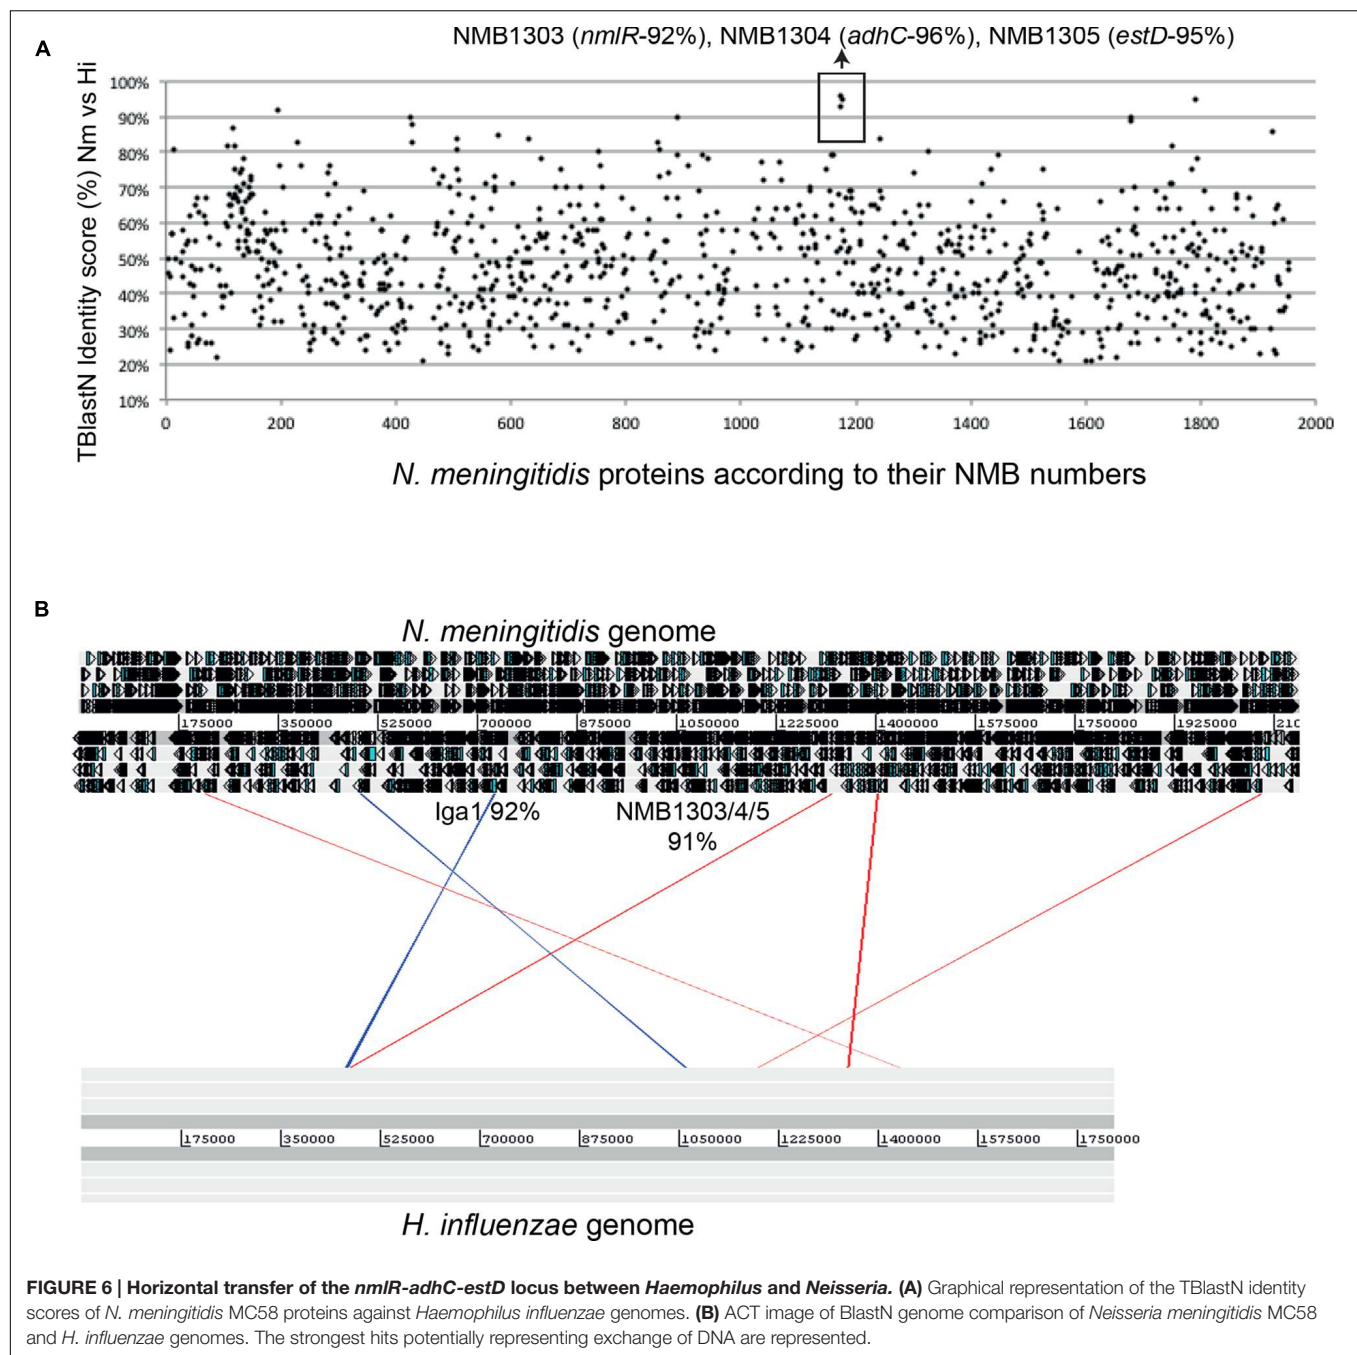 A
NMB1303 (nmlR-92%), NMB1304 (adhC-96%), NMB1305 (estD-95%)
TBlastN Identity score (%) Nm vs Hi
100%
90%
80%
70%
60%
50%
40%
30%
20%
10%
0 200 400 600 800 1000 1200 1400 1600 1800 2000
N. meningitidis proteins according to their NMB numbers
B
N. meningitidis genome
175000 350000 525000 700000 875000 1050000 1225000 1400000 1575000 1750000 1925000 210
Iga1 92% NMB1303/4/5
91%
175000 350000 525000 700000 875000 1050000 1225000 1400000 1575000 1750000
H. influenzae genome
FIGURE 6 | Horizontal transfer of the nmlR-adhC-estD locus between Haemophilus and Neisseria. (A) Graphical representation of the TBlastN identity
scores of N. meningitidis MC58 proteins against Haemophilus influenzae genomes. (B) ACT image of BlastN genome comparison of Neisseria meningitidis MC58
and H. influenzae genomes. The strongest hits potentially representing exchange of DNA are represented.